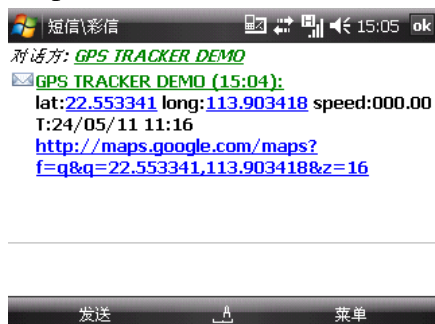 短信\彩信 15:05 ok
对话方: GPS TRACKER DEMO
GPS TRACKER DEMO (15:04):
lat:22.553341 long:113.903418 speed:000.00
T:24/05/11 11:16
http://maps.google.com/maps?
f=q&q=22.553341,113.903418&z=16
发送 A 菜单